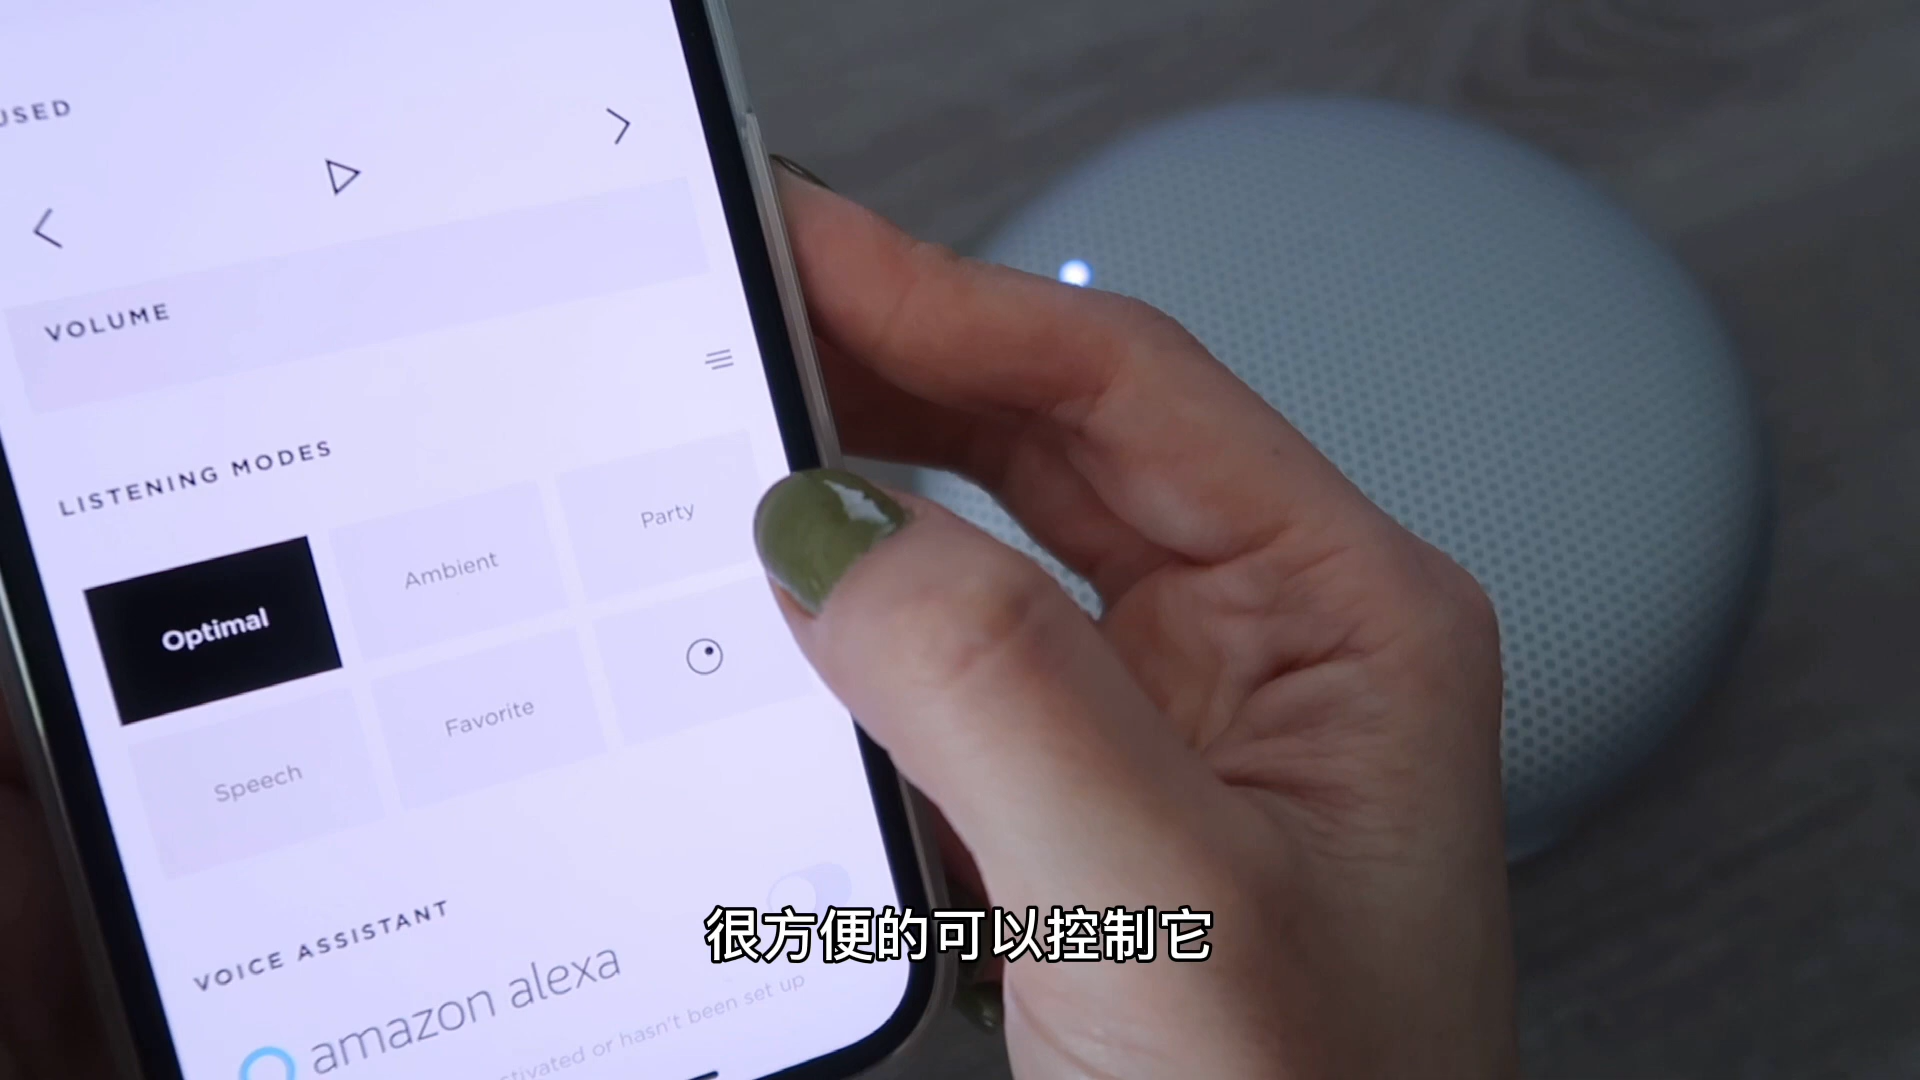 USED
VOLUME
LISTENING MODES
Optimal
Ambient
Party
Speech
Favorite
VOICE ASSISTANT
amazon alexa
or hasn't been set up
很方便的可以控制它